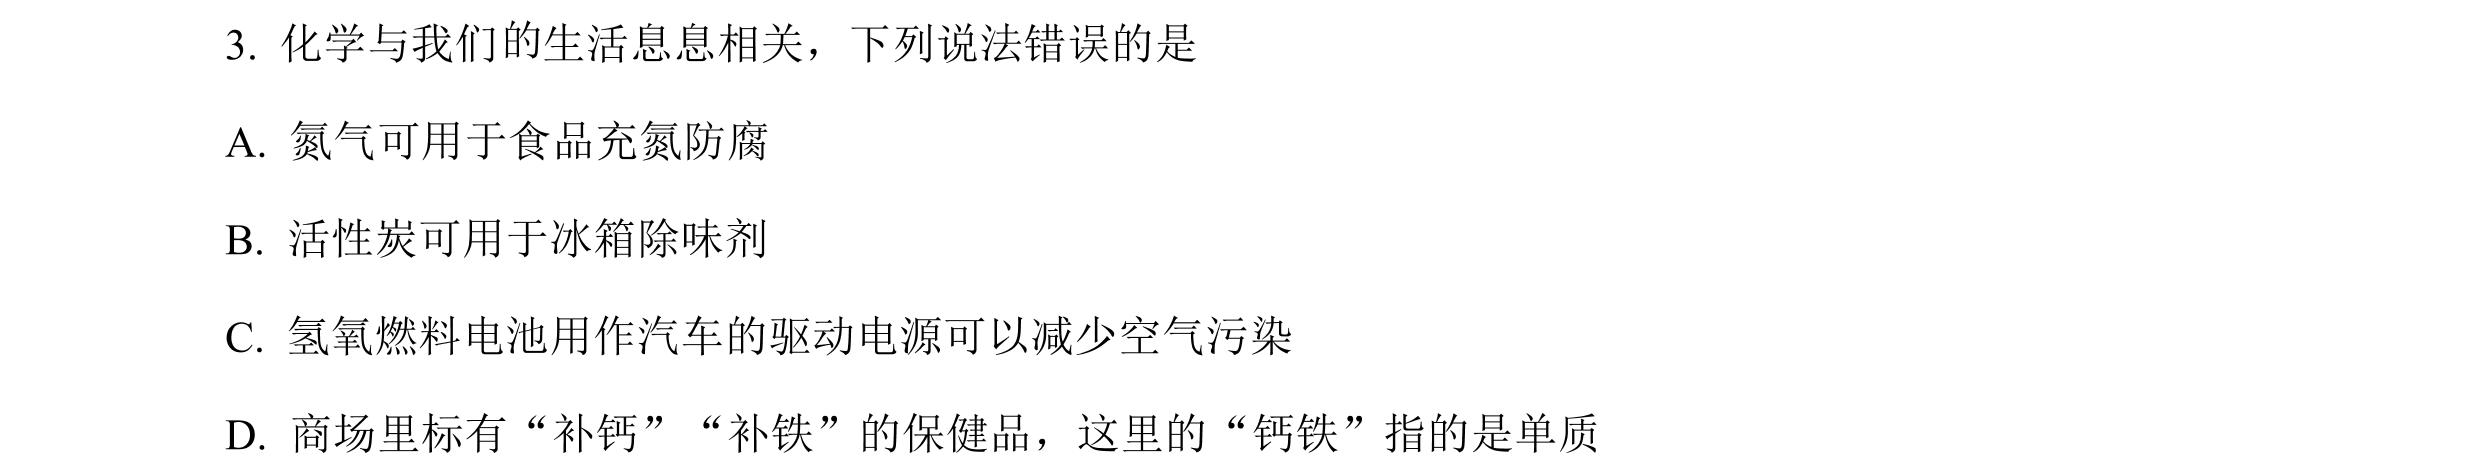 3. 化学与我们的生活息息相关，下列说法错误的是
A. 氮气可用于食品充氮防腐
B. 活性炭可用于冰箱除味剂
C. 氢氧燃料电池用作汽车的驱动电源可以减少空气污染
D. 商场里标有“补钙”“补铁”的保健品，这里的“钙铁”指的是单质